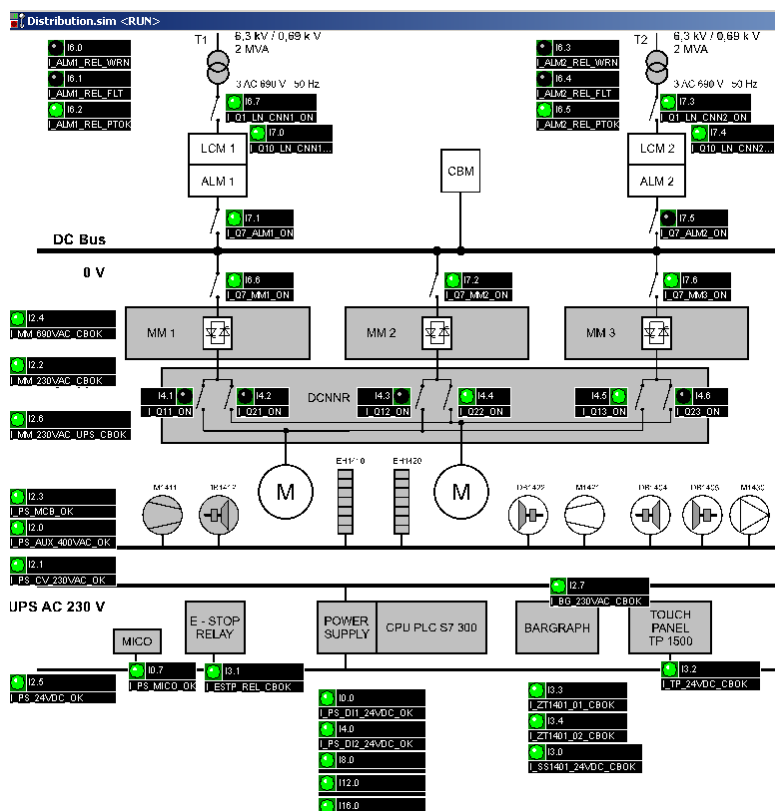 Distribution.sim <RUN>
T1
6,3 kV / 0,69 k V
2 MVA
T2
6,3 kV / 0,69 k V
2 MVA
I6.0
I_ALM1_REL_WRN
I6.1
I_ALM1_REL_FLT
I6.2
I_ALM1_REL_PTOK
I6.3
I_ALM2_REL_WRN
I6.4
I_ALM2_REL_FLT
I6.5
I_ALM2_REL_PTOK
3 AC 690 V 50 Hz
3 AC 690 V 50 Hz
I6.7
I_Q1_LN_CNN1_ON
I7.3
I_Q1_LN_CNN2_ON
I7.0
I_Q10_LN_CNN1...
I7.4
I_Q10_LN_CNN2...
LCM 1
ALM 1
CBM
LCM 2
ALM 2
I7.1
I_Q7_ALM1_ON
I7.5
I_Q7_ALM2_ON
DC Bus
0 V
I6.6
I_Q7_MM1_ON
I7.2
I_Q7_MM2_ON
I7.6
I_Q7_MM3_ON
I2.4
I_MM_690VAC_CBOK
I2.2
I_MM_230VAC_CBOK
I2.6
I_MM_230VAC_UPS_CBOK
MM 1
MM 2
MM 3
I4.1
I_Q11_ON
I4.2
I_Q21_ON
DCNNR
I4.3
I_Q12_ON
I4.4
I_Q22_ON
I4.5
I_Q13_ON
I4.6
I_Q23_ON
M
M
M1411
EH1410
EH1420
DB1422
M1421
M1430
I2.3
I_PS_MCB_OK
I2.0
I_PS_AUX_400VAC_OK
I2.1
I_PS_CV_230VAC_OK
I2.7
I_BG_230VAC_CBOK
UPS AC 230 V
MICO
E - STOP
RELAY
POWER
SUPPLY
CPU PLC S7 300
BARGRAPH
TOUCH
PANEL
TP 1500
I2.5
I_PS_24VDC_OK
I0.7
I_PS_MICO_OK
I3.1
I_ESTP_REL_CBOK
I3.2
I_TP_24VDC_CBOK
I0.0
I_PS_DI1_24VDC_OK
I4.0
I_PS_DI2_24VDC_OK
I8.0
I12.0
I16.0
I3.3
I_ZT1401_01_CBOK
I3.4
I_ZT1401_02_CBOK
I3.0
I_SS1401_24VDC_CBOK